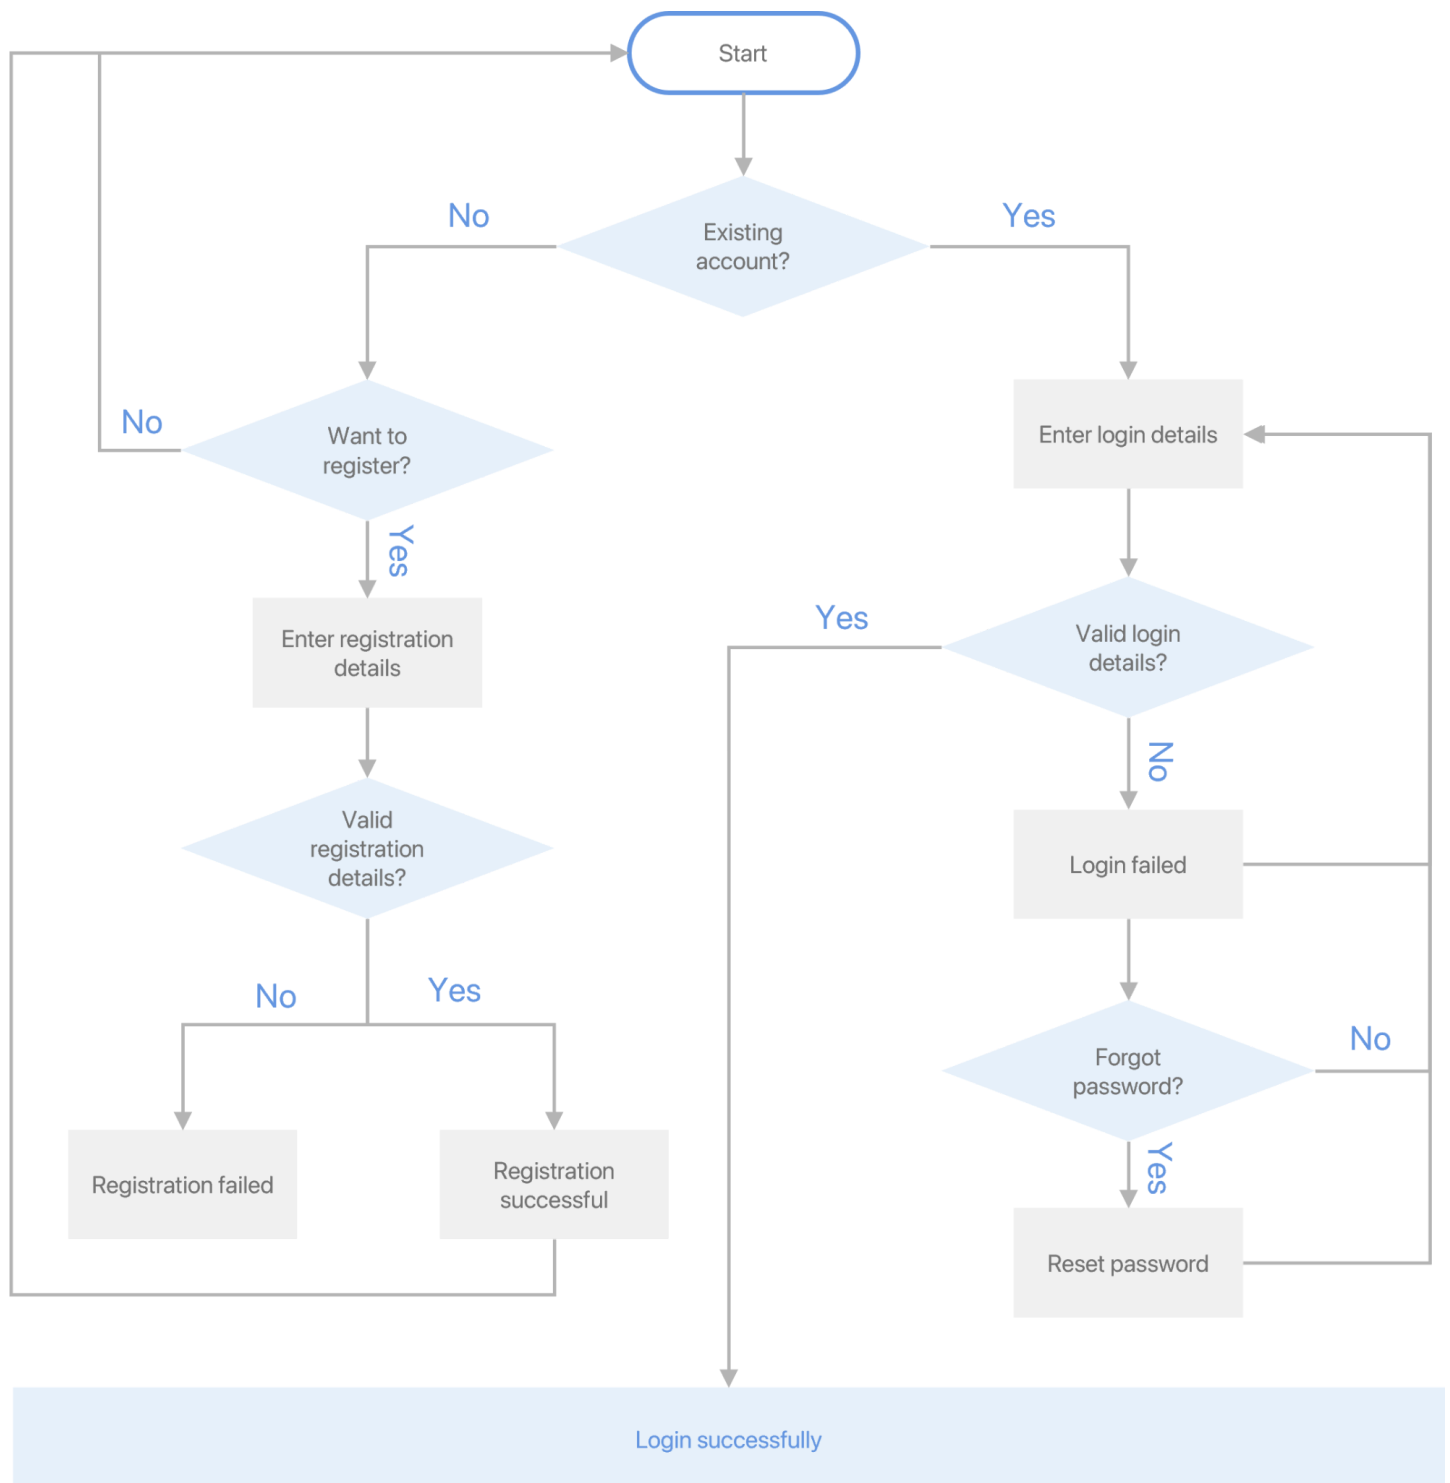 Start
No
Yes
Existing
account?
No
Want to
register?
Enter login details
Yes
Yes
Enter registration
details
Valid login
details?
No
Valid
registration
details?
Login failed
No
Yes
Forgot
password?
No
Yes
Registration failed
Registration
successful
Reset password
Login successfully